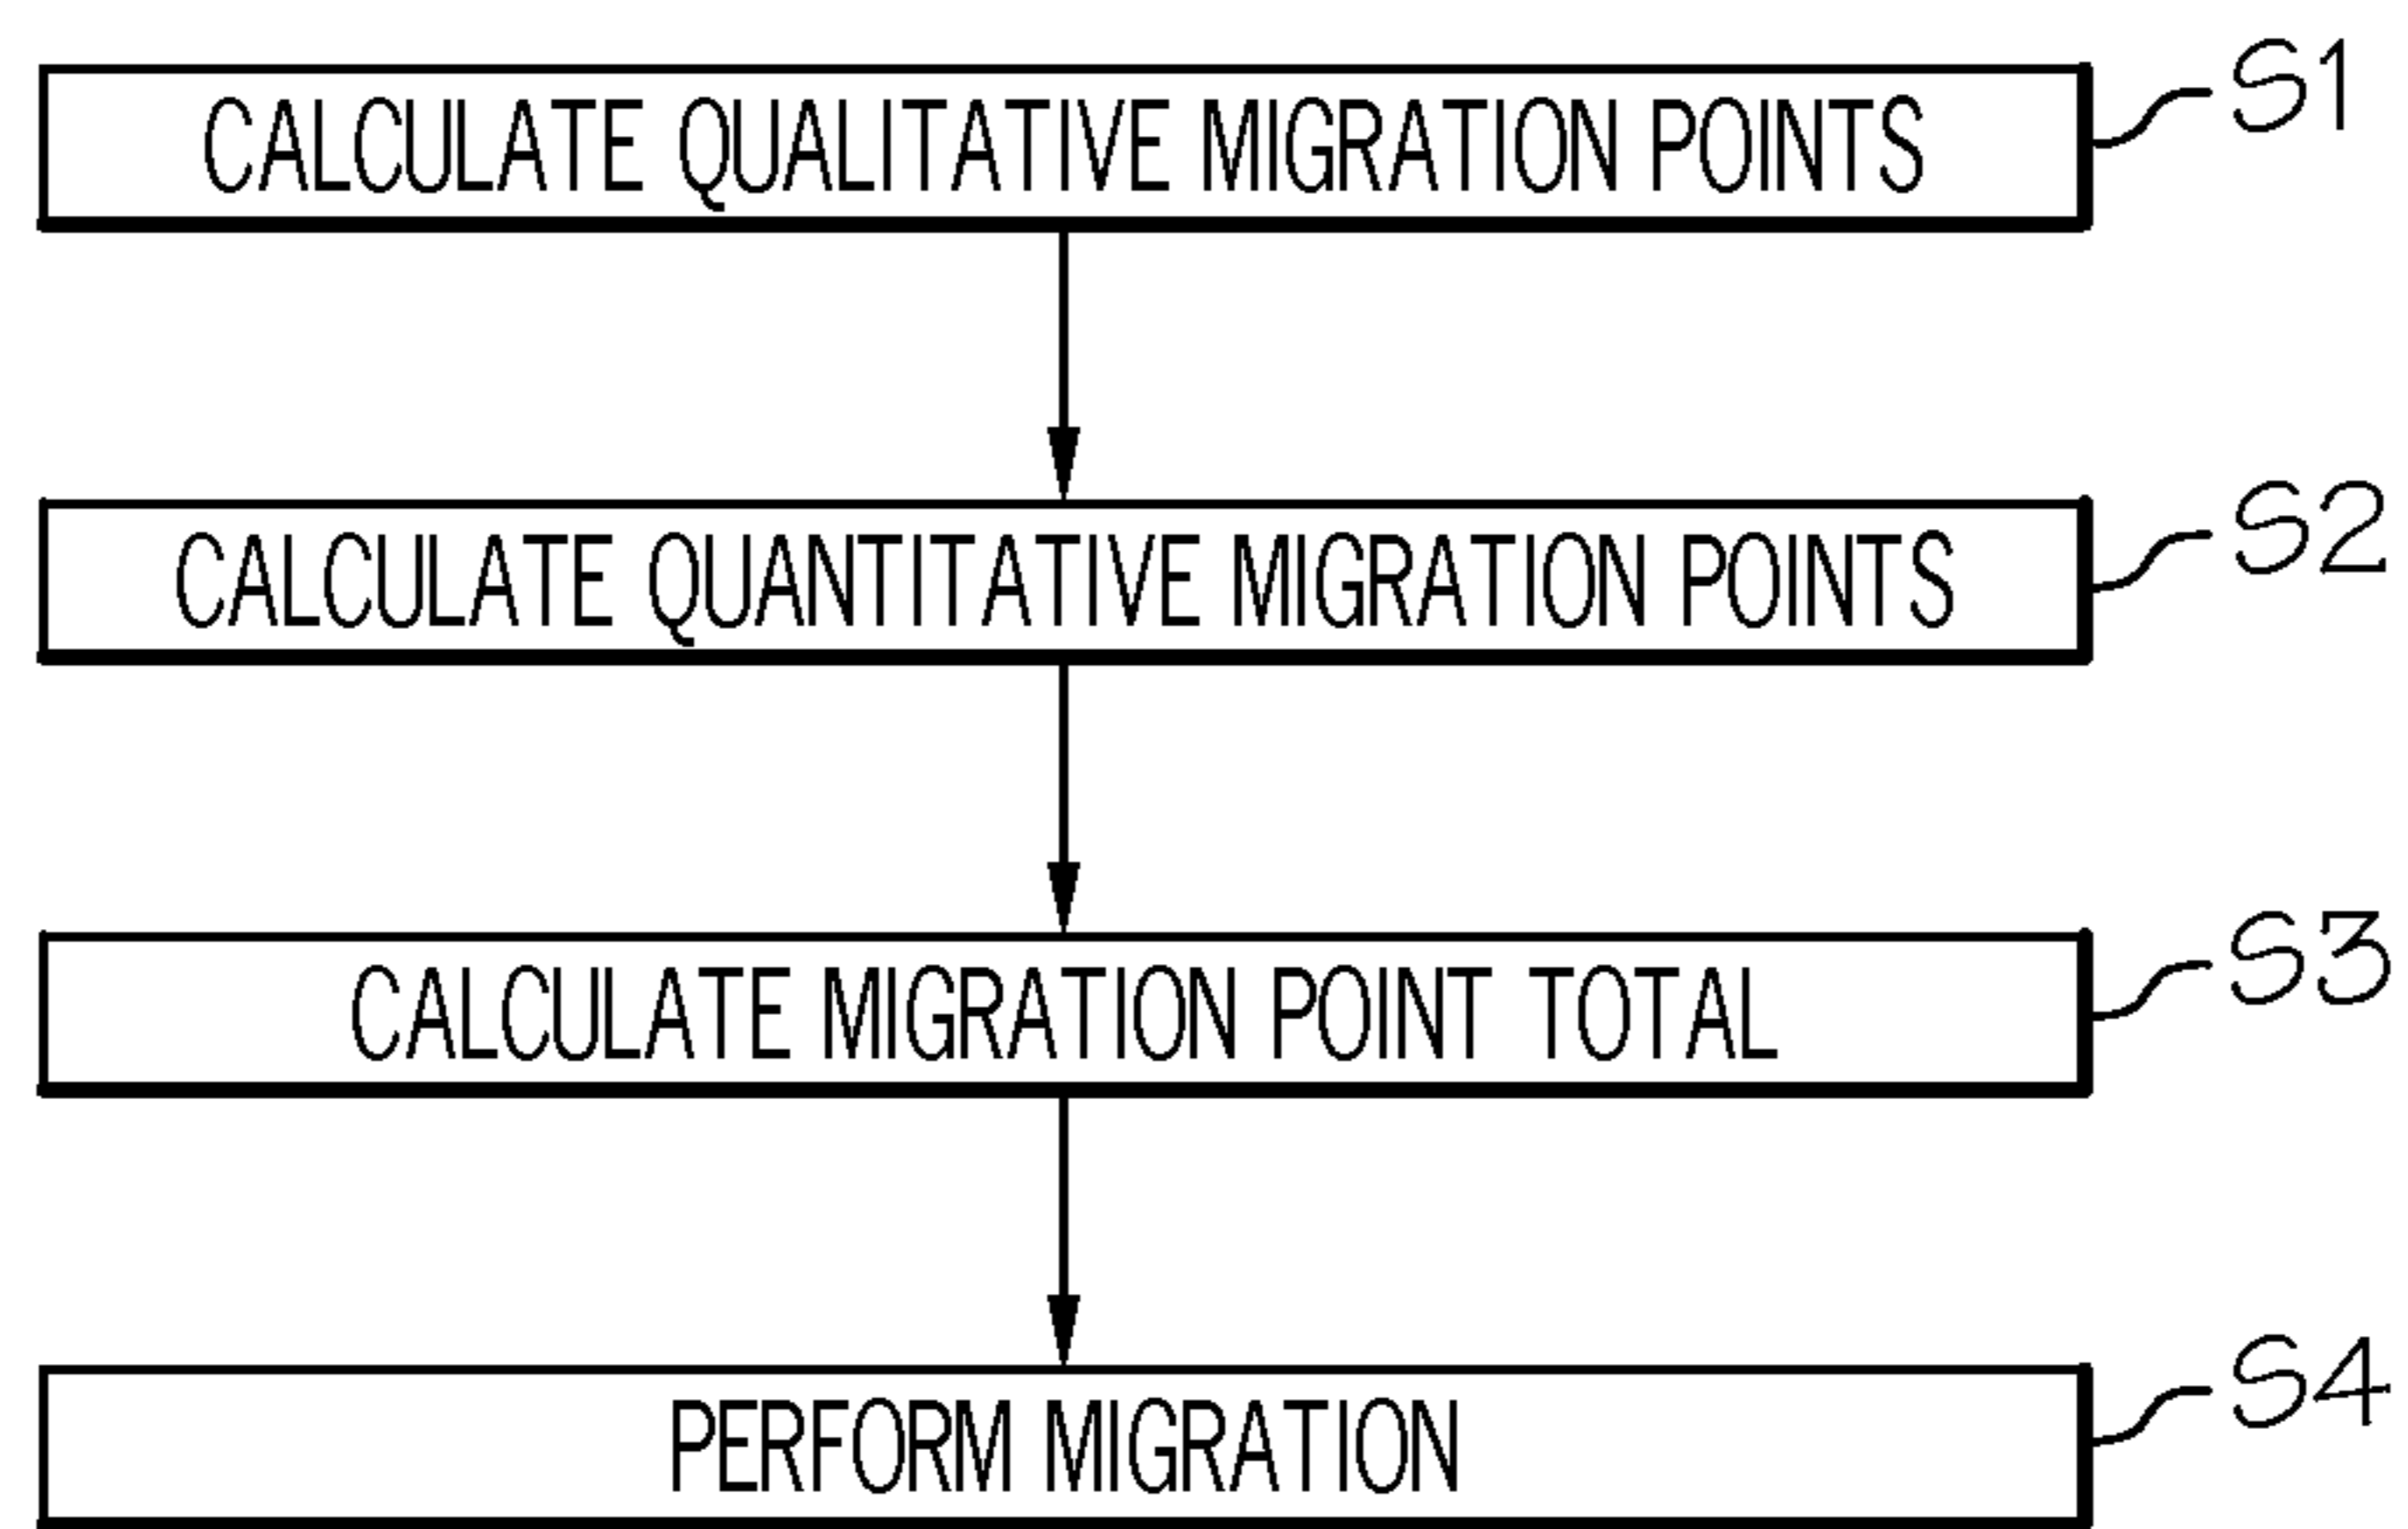 CALCULATE QUALITATIVE MIGRATION POINTS S1
CALCULATE QUANTITATIVE MIGRATION POINTS S2
CALCULATE MIGRATION POINT TOTAL S3
PERFORM MIGRATION S4